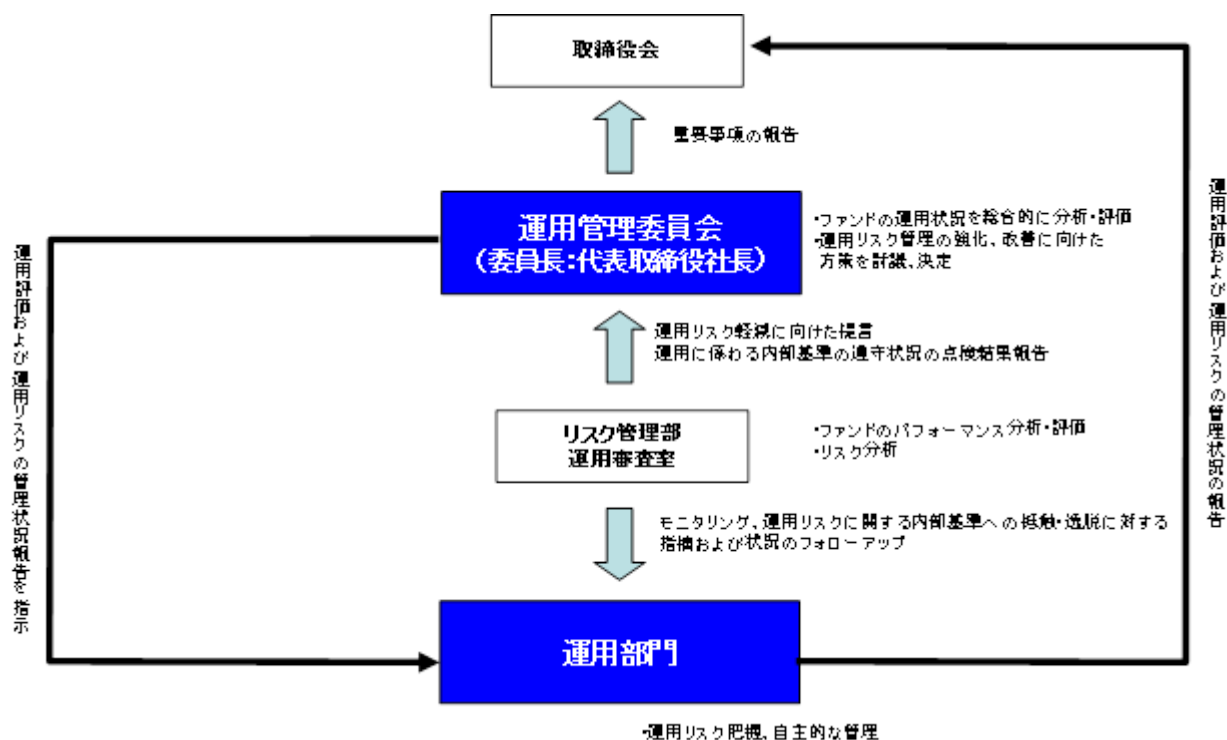 取締役会
重要事項の報告
運用管理委員会
(委員長:代表取締役社長)
・ファンドの運用状況を総合的に分析・評価
・運用リスク管理の強化、改善に向けた
方策を討議、決定
運用リスク軽減に向けた提言
運用に係わる内部基準の遵守状況の点検結果報告
リスク管理部
運用審査室
・ファンドのパフォーマンス分析・評価
・リスク分析
モニタリング、運用リスクに関する内部基準への抵触・逸脱に対する
指摘および状況のフォローアップ
運用部門
・運用リスク把握、自主的な管理
運用評価および運用リスクの管理状況報告を指示
運用評価および運用リスクの管理状況の報告